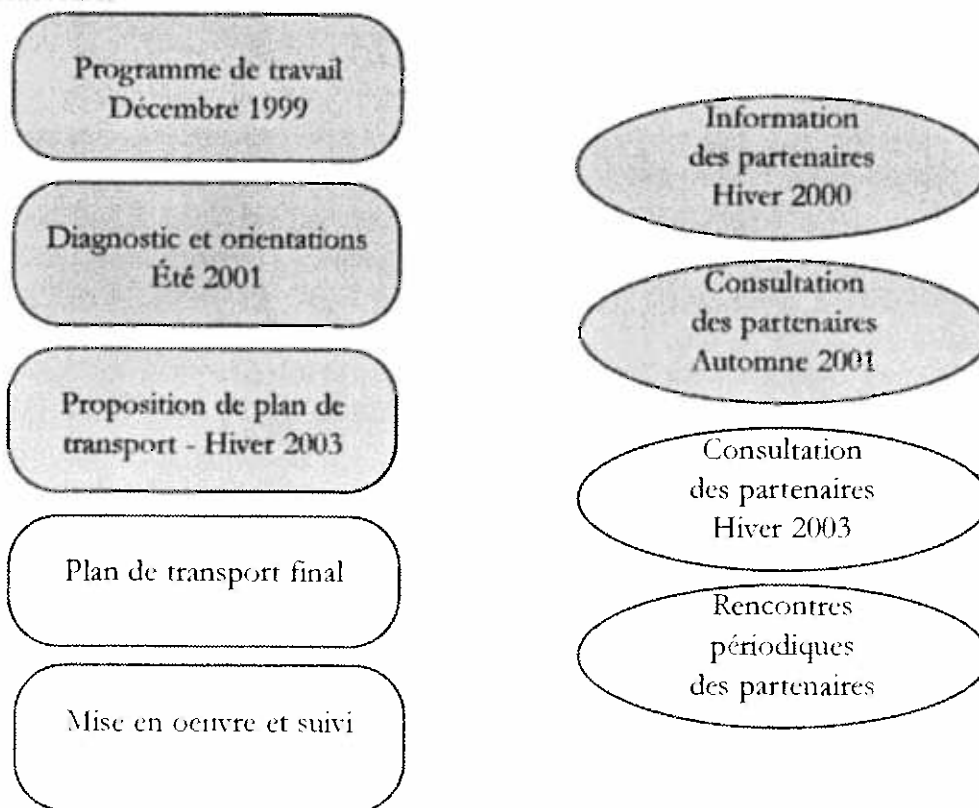 Programme de travail
Décembre 1999
Diagnostic et orientations
Été 2001
Proposition de plan de
transport - Hiver 2003
Plan de transport final
Mise en oeuvre et suivi
Information
des partenaires
Hiver 2000
Consultation
des partenaires
Automne 2001
Consultation
des partenaires
Hiver 2003
Rencontres
périodiques
des partenaires